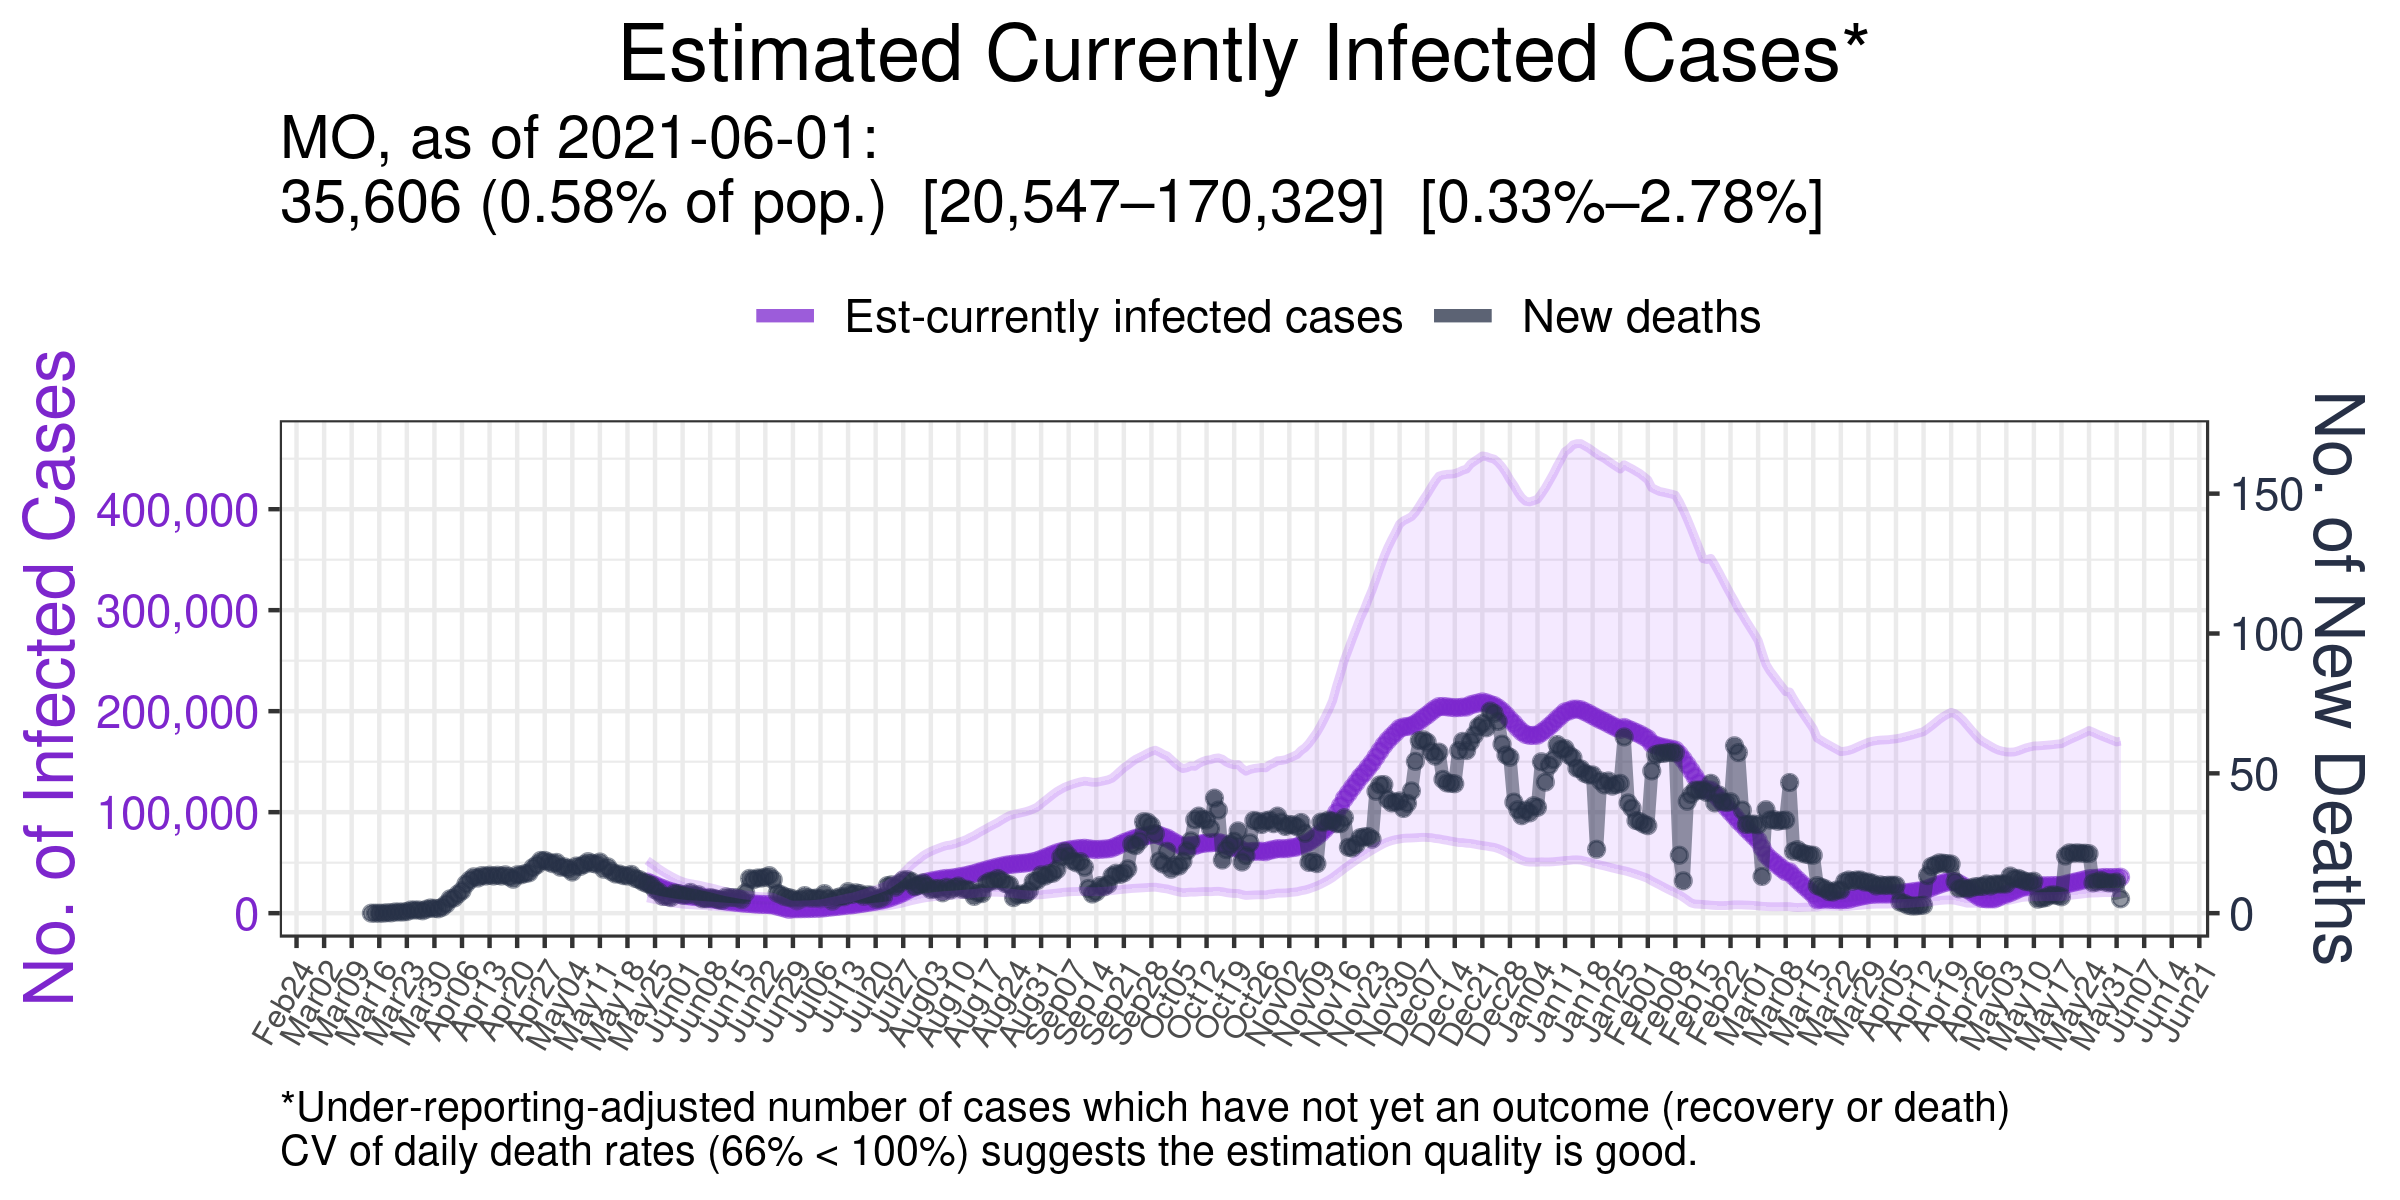 Estimated Currently Infected Cases*
MO, as of 2021-06-01:
35,606 (0.58% of pop.)  [20,547–170,329]  [0.33%–2.78%]
Est-currently infected cases
New deaths
No. of Infected Cases
400,000
300,000
200,000
100,000
0
150
100
50
0
No. of New Deaths
Feb24
Mar02
Mar09
Mar16
Mar23
Mar30
Apr06
Apr13
Apr20
Apr27
May04
May11
May18
May25
Jun01
Jun08
Jun15
Jun22
Jun29
Jul06
Jul13
Jul20
Jul27
Aug03
Aug10
Aug17
Aug24
Aug31
Sep07
Sep14
Sep21
Sep28
Oct05
Oct12
Oct19
Oct26
Nov02
Nov09
Nov16
Nov23
Nov30
Dec07
Dec14
Dec21
Dec28
Jan04
Jan11
Jan18
Jan25
Feb01
Feb08
Feb15
Feb22
Mar01
Mar08
Mar15
Mar22
Mar29
Apr05
Apr12
Apr19
Apr26
May03
May10
May17
May24
May31
Jun07
Jun14
Jun21
*Under-reporting-adjusted number of cases which have not yet an outcome (recovery or death)
CV of daily death rates (66% < 100%) suggests the estimation quality is good.